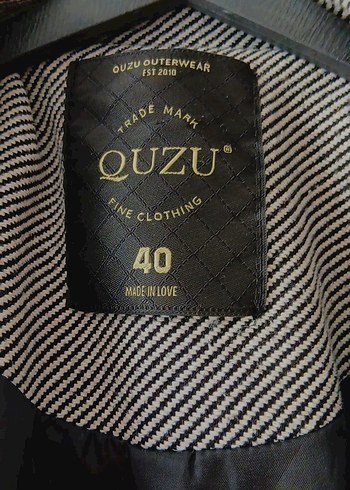 QUZU OUTERWEAR
EST 2010
TRADE MARK
QUZU®
FINE CLOTHING
40
MADE IN LOVE